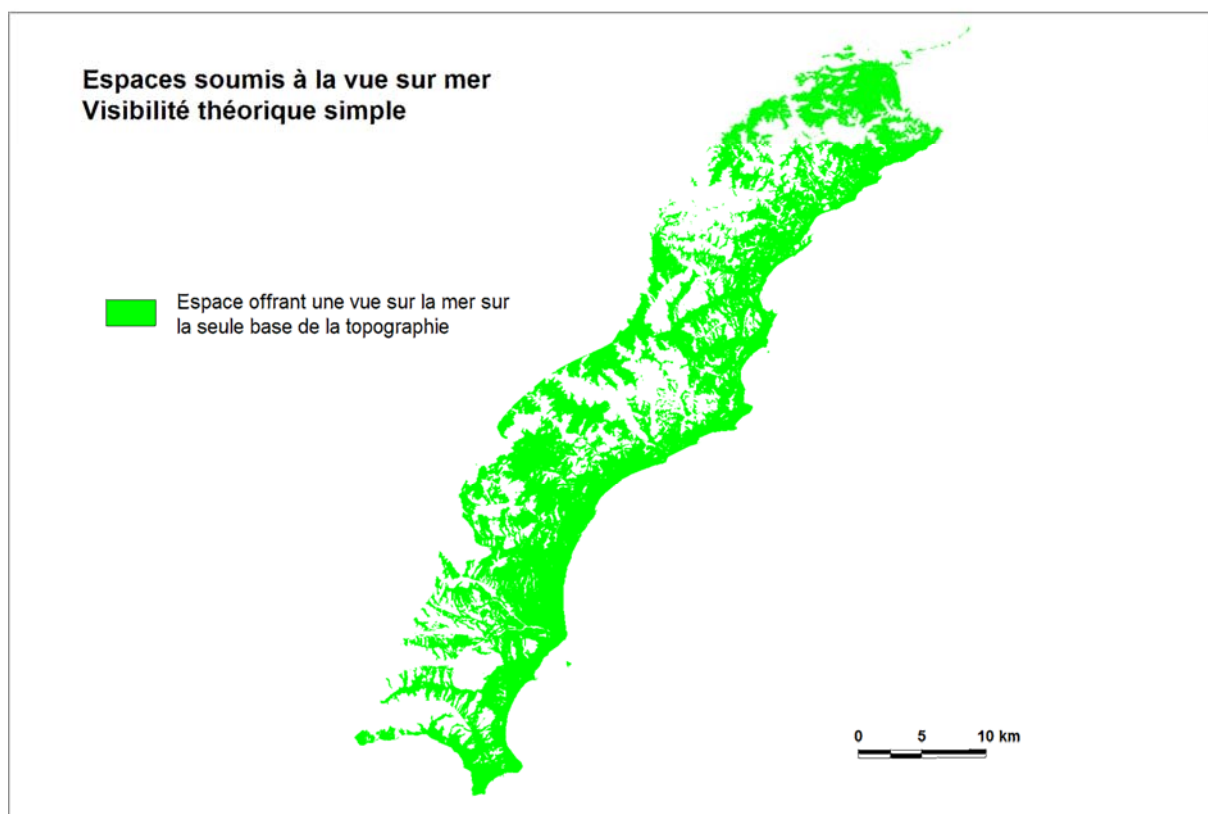 Espaces soumis à la vue sur mer
Visibilité théorique simple
Espace offrant une vue sur la mer sur
la seule base de la topographie
0 5 10 km